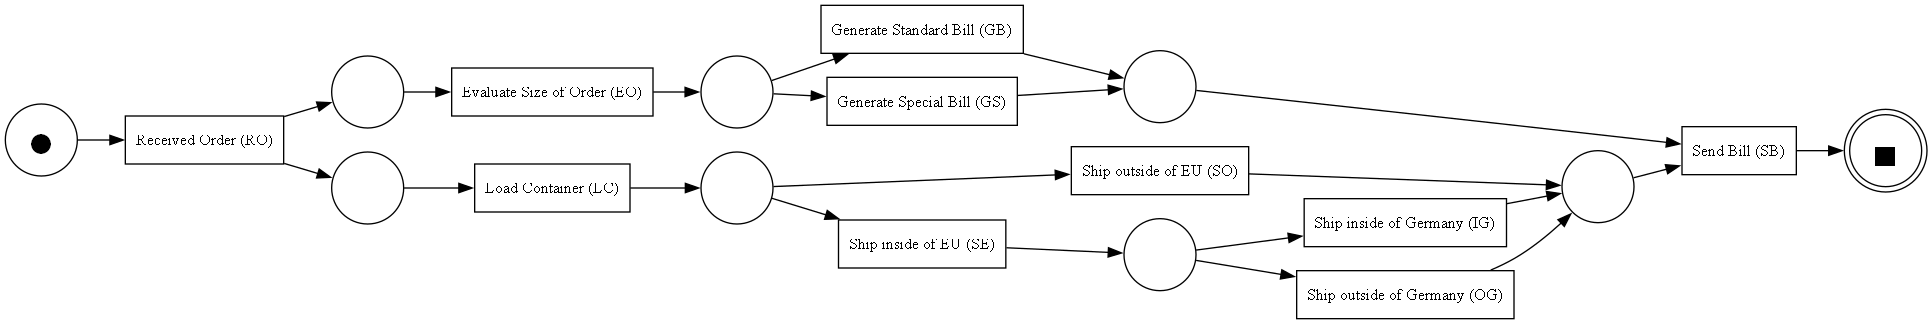 Generate Standard Bill (GB)
Evaluate Size of Order (EO)
Generate Special Bill (GS)
Received Order (RO)
Send Bill (SB)
Ship outside of EU (SO)
Load Container (LC)
Ship inside of Germany (IG)
Ship inside of EU (SE)
Ship outside of Germany (OG)